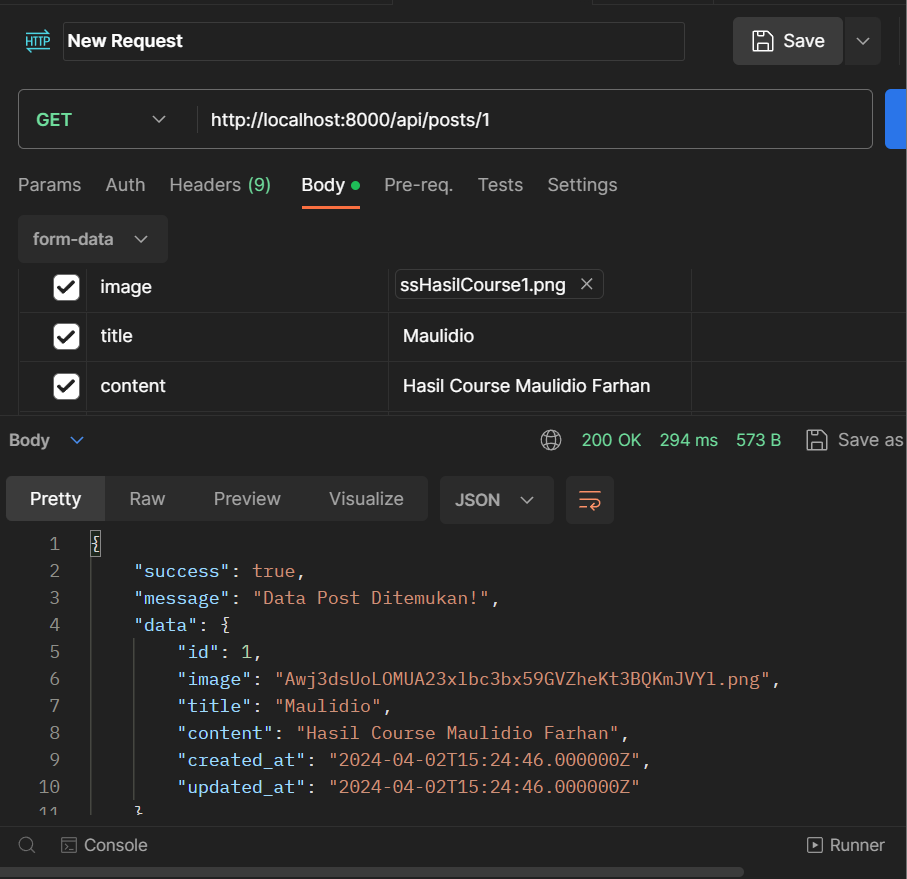 HTTP New Request Save
GET http://localhost:8000/api/posts/1
Params Auth Headers (9) Body Pre-req. Tests Settings
form-data
image ssHasilCourse1.png
title Maulidio
content Hasil Course Maulidio Farhan
Body 200 OK 294 ms 573 B Save as
Pretty Raw Preview Visualize JSON
1 {
2 "success": true,
3 "message": "Data Post Ditemukan!",
4 "data": {
5 "id": 1,
6 "image": "Awj3dsUoLOMUA23xlbc3bx59GVZheKt3BQKmJVYl.png",
7 "title": "Maulidio",
8 "content": "Hasil Course Maulidio Farhan",
9 "created_at": "2024-04-02T15:24:46.000000Z",
10 "updated_at": "2024-04-02T15:24:46.000000Z"
11 }
Console Runner